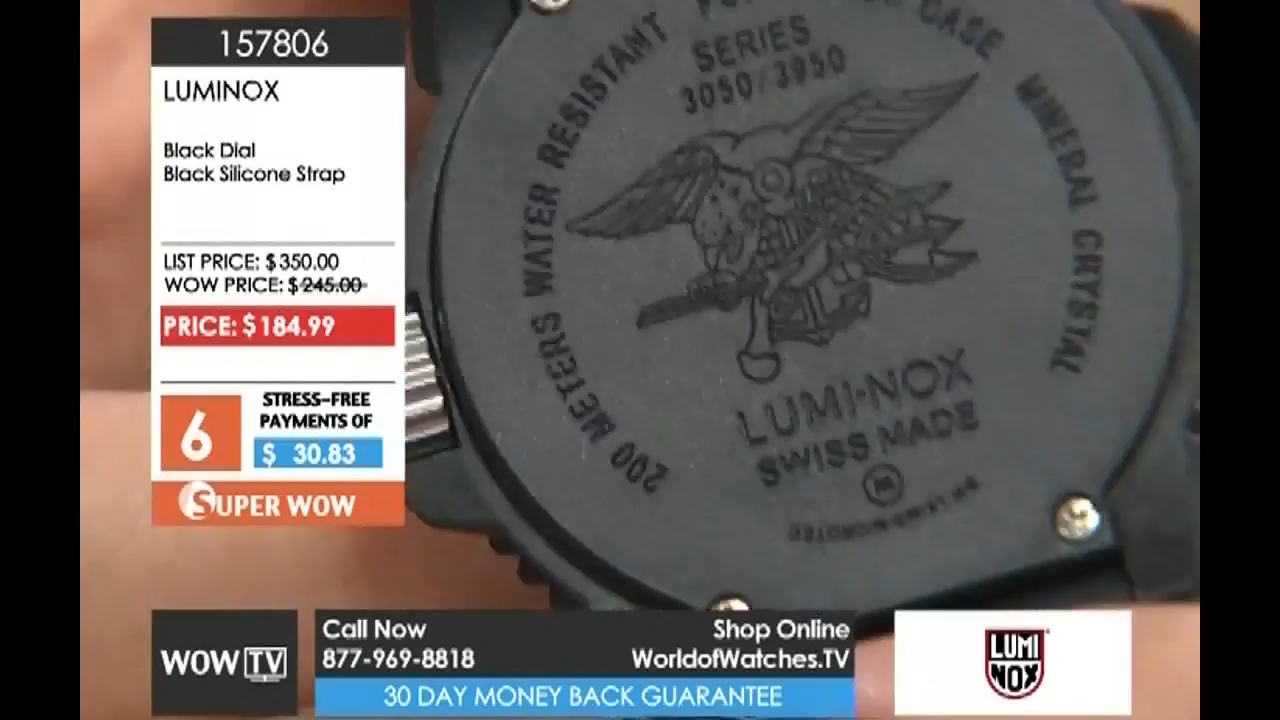 157806
LUMINOX
Black Dial
Black Silicone Strap
LIST PRICE: $350.00
WOW PRICE: $245.00
PRICE: $184.99
6
STRESS-FREE
PAYMENTS OF
$ 30.83
SUPER WOW
200 METERS WATER RESISTANT
CASE
MINERAL CRYSTAL
SERIES
3050/3950
LUMI-NOX
SWISS MADE
M
WOW TV
Call Now
877-969-8818
Shop Online
WorldofWatches.TV
30 DAY MONEY BACK GUARANTEE
LUMI
NOX